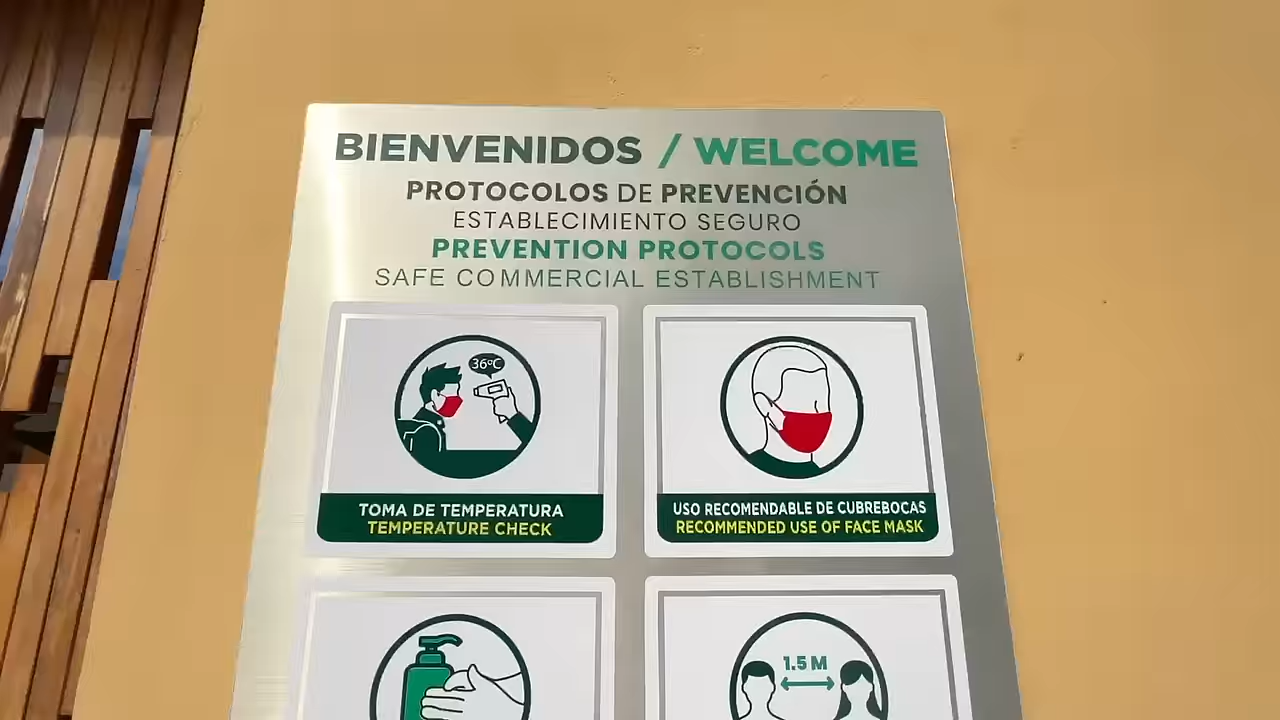 BIENVENIDOS / WELCOME
PROTOCOLOS DE PREVENCIÓN
ESTABLECIMIENTO SEGURO
PREVENTION PROTOCOLS
SAFE COMMERCIAL ESTABLISHMENT
36ºC
TOMA DE TEMPERATURA
TEMPERATURE CHECK
USO RECOMENDABLE DE CUBREBOCAS
RECOMMENDED USE OF FACE MASK
1.5 M